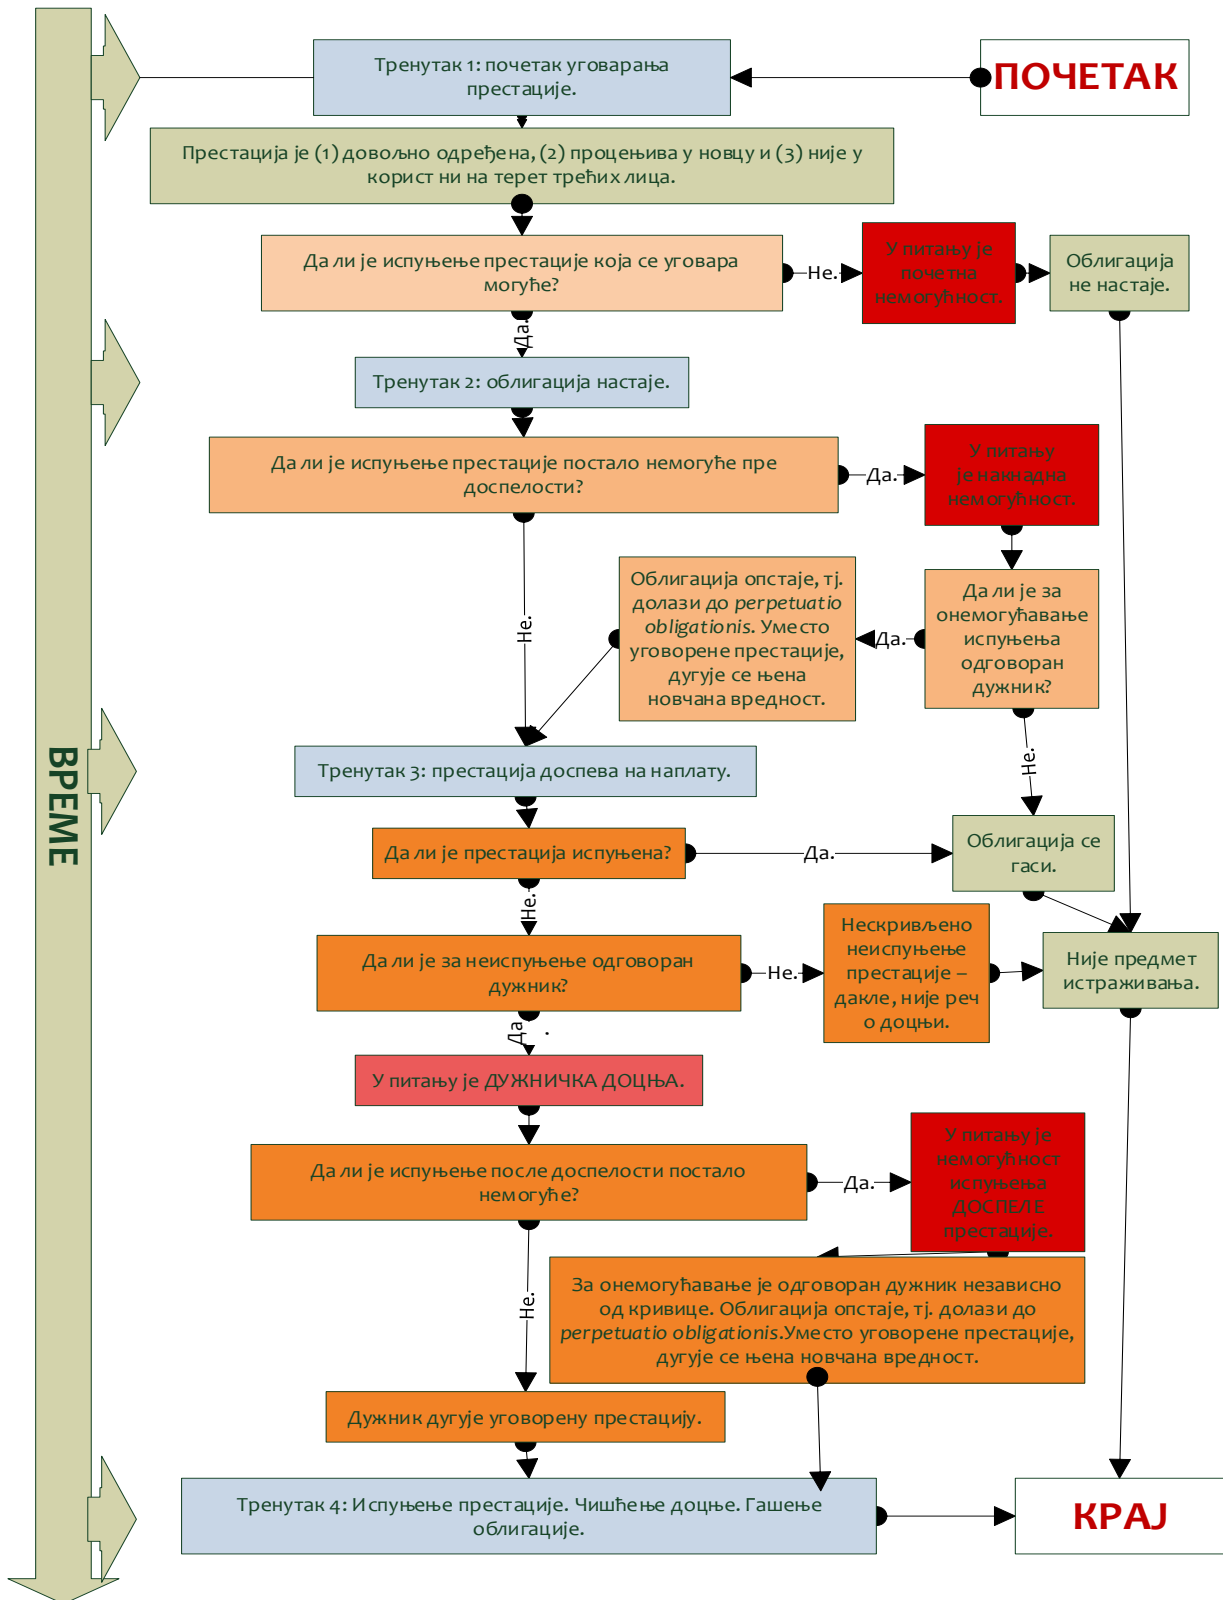 ВРЕМЕ
ПОЧЕТАК
Тренутак 1: почетак уговарања
престације.
Престација је (1) довољно одређена, (2) процењива у новцу и (3) није у
корист ни на терет трећих лица.
Да ли је испуњење престације која се уговара
могуће?
Не.
У питању је
почетна
немогућност.
Облигација
не настаје.
Да.
Тренутак 2: облигација настаје.
Да ли је испуњење престације постало немогуће пре
доспелости?
Да.
У питању
је накнадна
немогућност.
Да ли је за
онемогућавање
испуњења
одговоран
дужник?
Да.
Облигација опстаје, тј.
долази до perpetuatio
obligationis. Уместо
уговорене престације,
дугује се њена
новчана вредност.
Не.
Не.
Тренутак 3: престација доспева на наплату.
Да ли је престација испуњена?
Да.
Облигација се
гаси.
Не.
Да ли је за неиспуњење одговоран
дужник?
Не.
Нескривљено
неиспуњење
престације –
дакле, није реч
о доцњи.
Није предмет
истраживања.
Да.
У питању је ДУЖНИЧКА ДОЦЊА.
Да ли је испуњење после доспелости постало
немогуће?
Да.
У питању је
немогућност
испуњења
ДОСПЕЛЕ
престације.
За онемогућавање је одговоран дужник независно
од кривице. Облигација опстаје, тј. долази до
perpetuatio obligationis.Уместо уговорене престације,
дугује се њена новчана вредност.
Не.
Дужник дугује уговорену престацију.
Тренутак 4: Испуњење престације. Чишћење доцње. Гашење
облигације.
КРАЈ